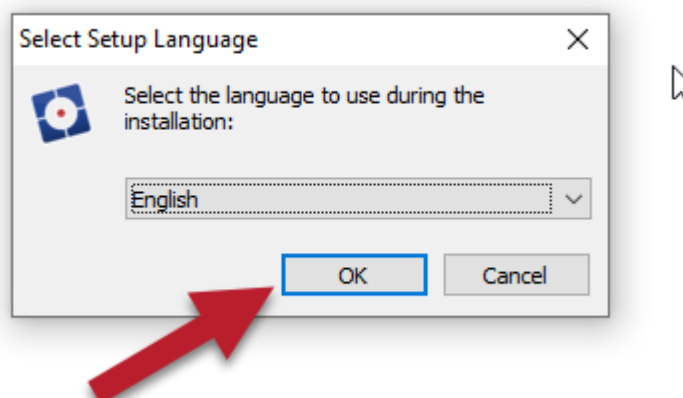 Select Setup Language
Select the language to use during the
installation:
English
OK
Cancel